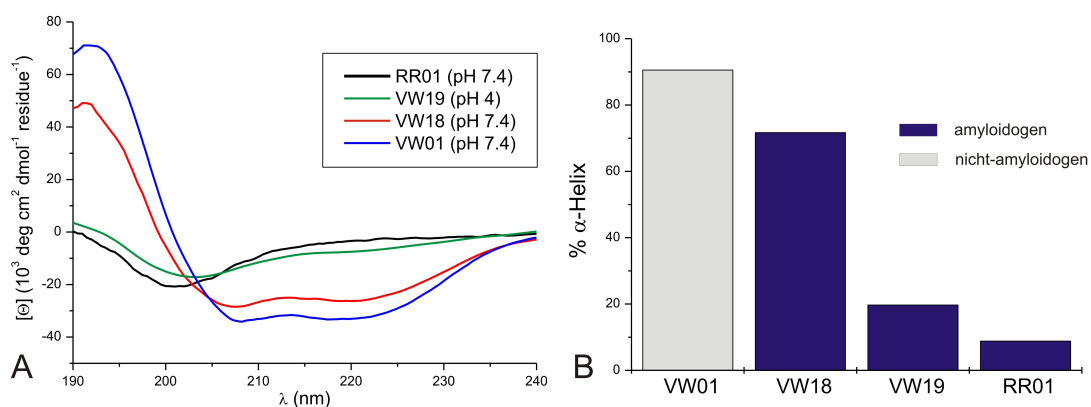 80
60
40
20
0
-20
-40
[Θ] (10³ deg cm² dmol⁻¹ residue⁻¹)
RR01 (pH 7.4)
VW19 (pH 4)
VW18 (pH 7.4)
VW01 (pH 7.4)
190 200 210 220 230 240
λ (nm)
A
100
80
60
40
20
0
% α-Helix
amyloidogen
nicht-amyloidogen
VW01 VW18 VW19 RR01
B